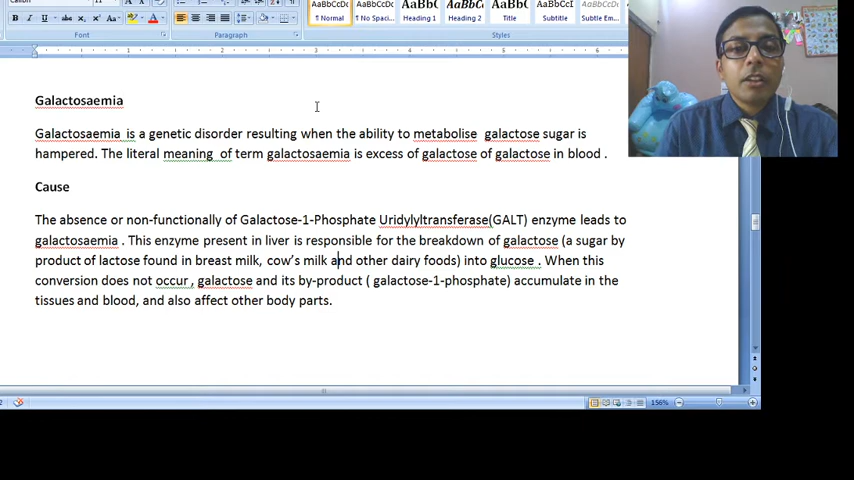 AaBbCcDc AaBbCcDc AaBbC AaBbCc AaBbC AaBbCcI AaBbCcDc
¶ Normal ¶ No Spaci... Heading 1 Heading 2 Title Subtitle Subtle Em...
Font Paragraph Styles
Galactosaemia
Galactosaemia is a genetic disorder resulting when the ability to metabolise galactose sugar is
hampered. The literal meaning of term galactosaemia is excess of galactose of galactose in blood .
Cause
The absence or non-functionally of Galactose-1-Phosphate Uridylyltransferase(GALT) enzyme leads to
galactosaemia . This enzyme present in liver is responsible for the breakdown of galactose (a sugar by
product of lactose found in breast milk, cow's milk and other dairy foods) into glucose . When this
conversion does not occur , galactose and its by-product ( galactose-1-phosphate) accumulate in the
tissues and blood, and also affect other body parts.
156%